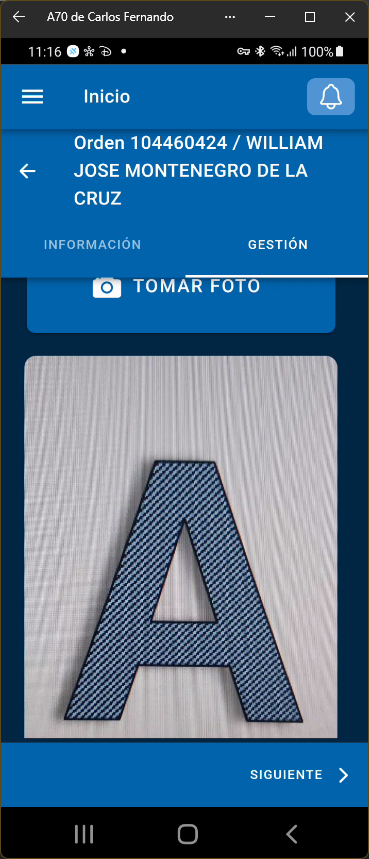 A70 de Carlos Fernando
11:16
100%
Inicio
Orden 104460424 / WILLIAM
JOSE MONTENEGRO DE LA
CRUZ
INFORMACIÓN
GESTIÓN
TOMAR FOTO
A
SIGUIENTE